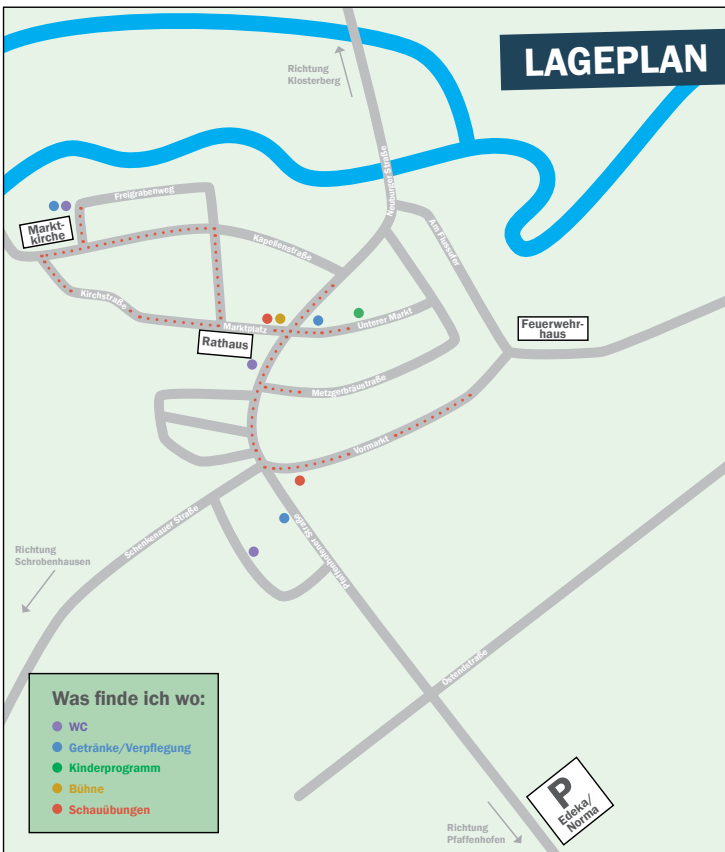 LAGEPLAN
Richtung
Klosterberg
Neuburger Straße
Freigrabenweg
Am Flussufer
Markt-
kirche
Kapellenstraße
Kirchstraße
Marktplatz
Unterer Markt
Feuerwehr-
haus
Rathaus
Metzgerbräustraße
Vormarkt
Schenkenauer Straße
Pfaffenhofener Straße
Richtung
Schrobenhausen
Ostendstraße
Was finde ich wo:
WC
Getränke/Verpflegung
Kinderprogramm
Bühne
Schauübungen
P
Edeka/
Norma
Richtung
Pfaffenhofen